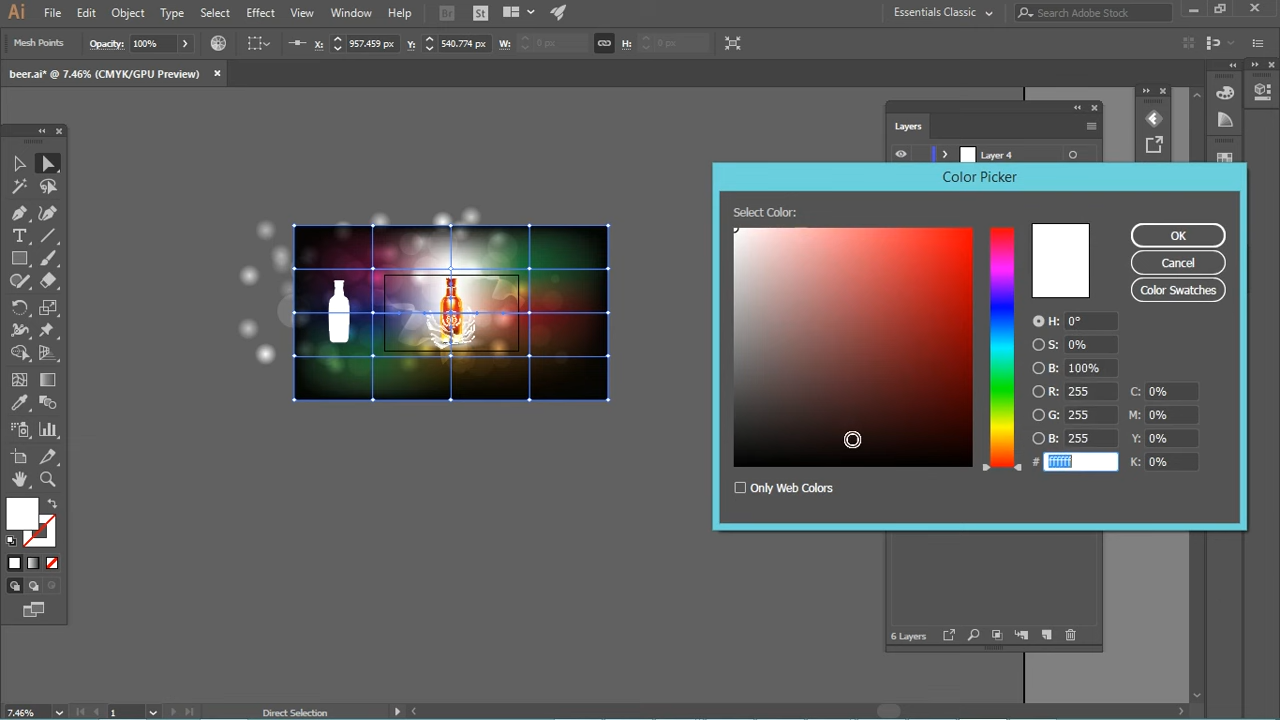 Ai File Edit Object Type Select Effect View Window Help Br St Essentials Classic Search Adobe Stock
Mesh Points Opacity: 100% X: 957.459 px Y: 540.774 px W: 0 px H: 0 px
beer.ai* @ 7.46% (CMYK/GPU Preview)
Layers
Layer 4
Color Picker
Select Color:
OK
Cancel
Color Swatches
H: 0°
S: 0%
B: 100%
R: 255 C: 0%
G: 255 M: 0%
B: 255 Y: 0%
# ffffff K: 0%
Only Web Colors
6 Layers
7.46% 1 Direct Selection